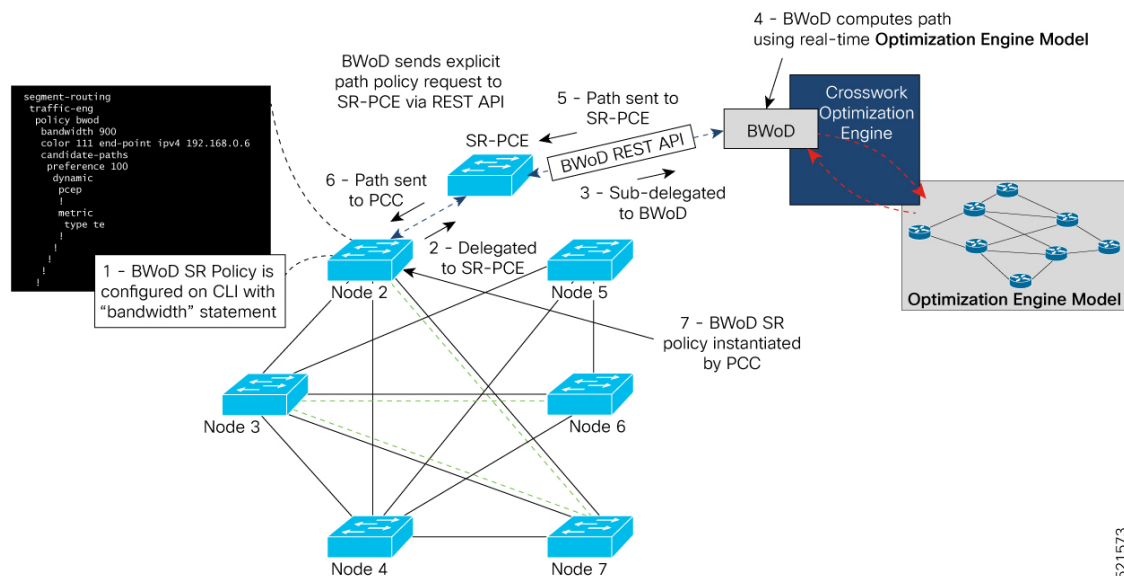 4 - BWoD computes path
using real-time Optimization Engine Model
BWoD sends explicit
path policy request to
SR-PCE via REST API
segment-routing
traffic-eng
policy bwod
bandwidth 900
color 111 end-point ipv4 192.168.0.6
candidate-paths
preference 100
dynamic
pcep
!
metric
type te
!
!
!
!
!
Crosswork
Optimization
Engine
BWoD
5 - Path sent to
SR-PCE
SR-PCE
BWoD REST API
3 - Sub-delegated
to BWoD
6 - Path sent
to PCC
2 - Delegated
to SR-PCE
1 - BWoD SR Policy is
configured on CLI with
“bandwidth” statement
Optimization Engine Model
Node 2
Node 5
7 - BWoD SR
policy instantiated
by PCC
Node 3
Node 6
Node 4
Node 7
521573